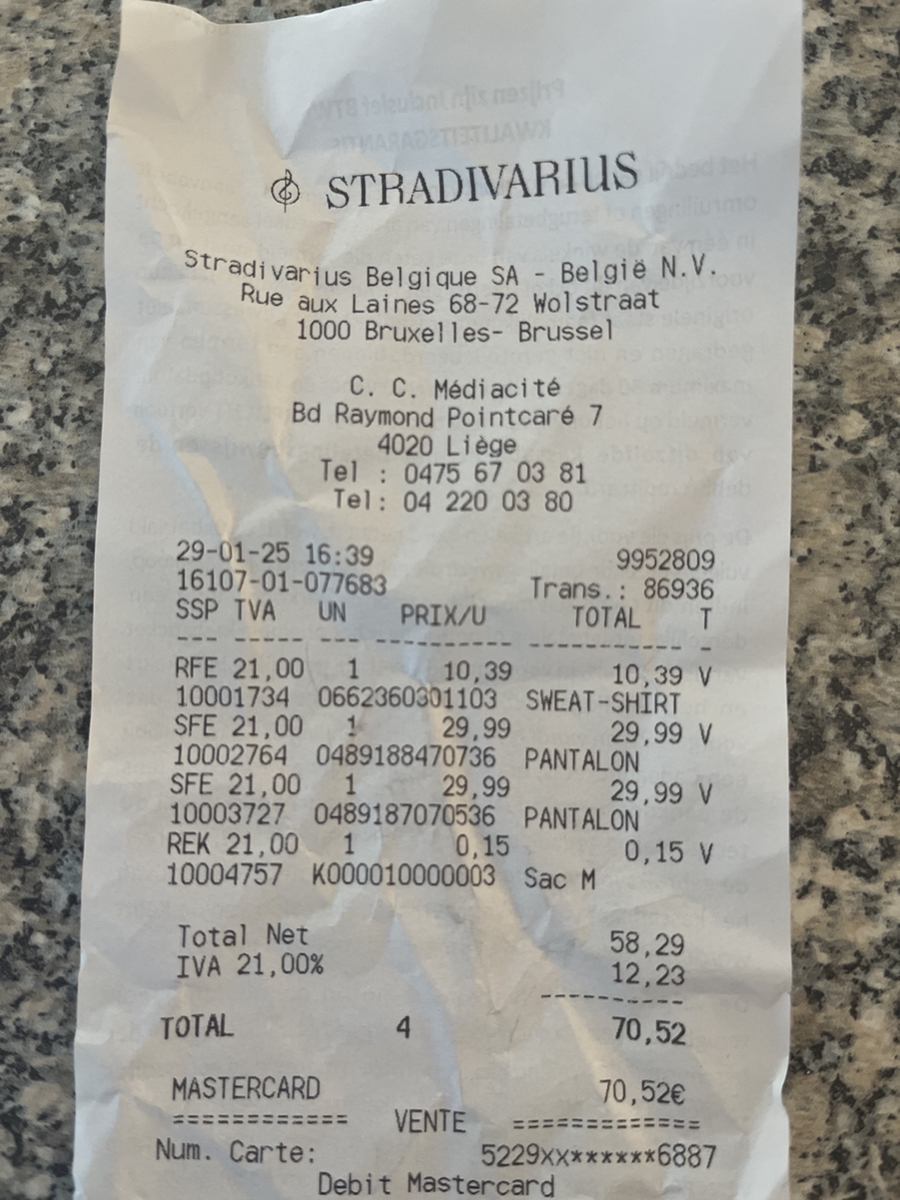 STRADIVARIUS
Stradivarius Belgique SA - België N.V.
Rue aux Laines 68-72 Wolstraat
1000 Bruxelles- Brussel
C. C. Médiacité
Bd Raymond Pointcaré 7
4020 Liège
Tel : 0475 67 03 81
Tel: 04 220 03 80
29-01-25 16:39 9952809
16107-01-077683 Trans.: 86936
SSP TVA UN PRIX/U TOTAL T
--- ----- --- ----------- ----------- -
RFE 21,00 1 10,39 10,39 V
10001734 0662360301103 SWEAT-SHIRT
SFE 21,00 1 29,99 29,99 V
10002764 0489188470736 PANTALON
SFE 21,00 1 29,99 29,99 V
10003727 0489187070536 PANTALON
REK 21,00 1 0,15 0,15 V
10004757 K000010000003 Sac M
Total Net 58,29
IVA 21,00% 12,23
----------
TOTAL 4 70,52
MASTERCARD 70,52€
============ VENTE =============
Num. Carte: 5229xx******6887
Debit Mastercard